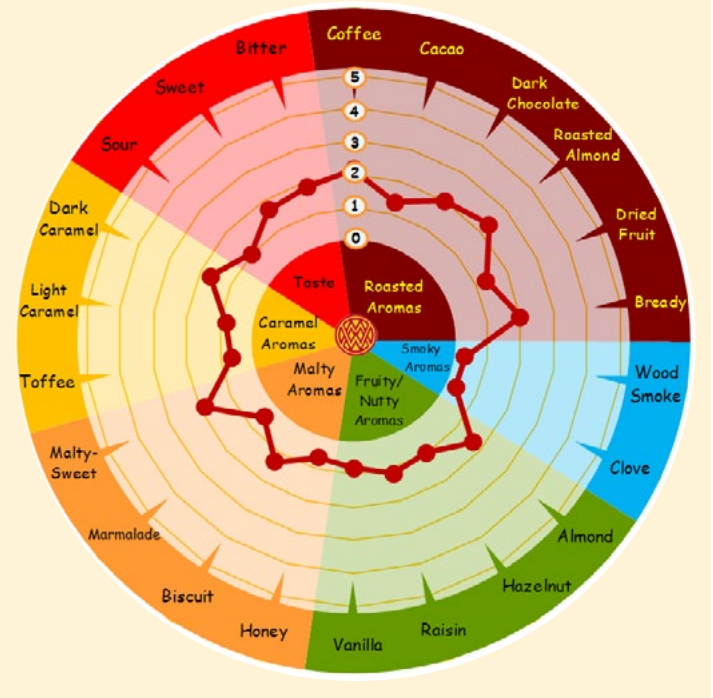 Coffee
Cacao
Dark
Chocolate
Roasted
Almond
Dried
Fruit
Bready
Wood
Smoke
Clove
Almond
Hazelnut
Raisin
Vanilla
Honey
Biscuit
Marmalade
Malty-
Sweet
Toffee
Light
Caramel
Dark
Caramel
Sour
Sweet
Bitter
5
4
3
2
1
0
Taste
Roasted
Aromas
Caramel
Aromas
Smoky
Aromas
Malty
Aromas
Fruity/
Nutty
Aromas